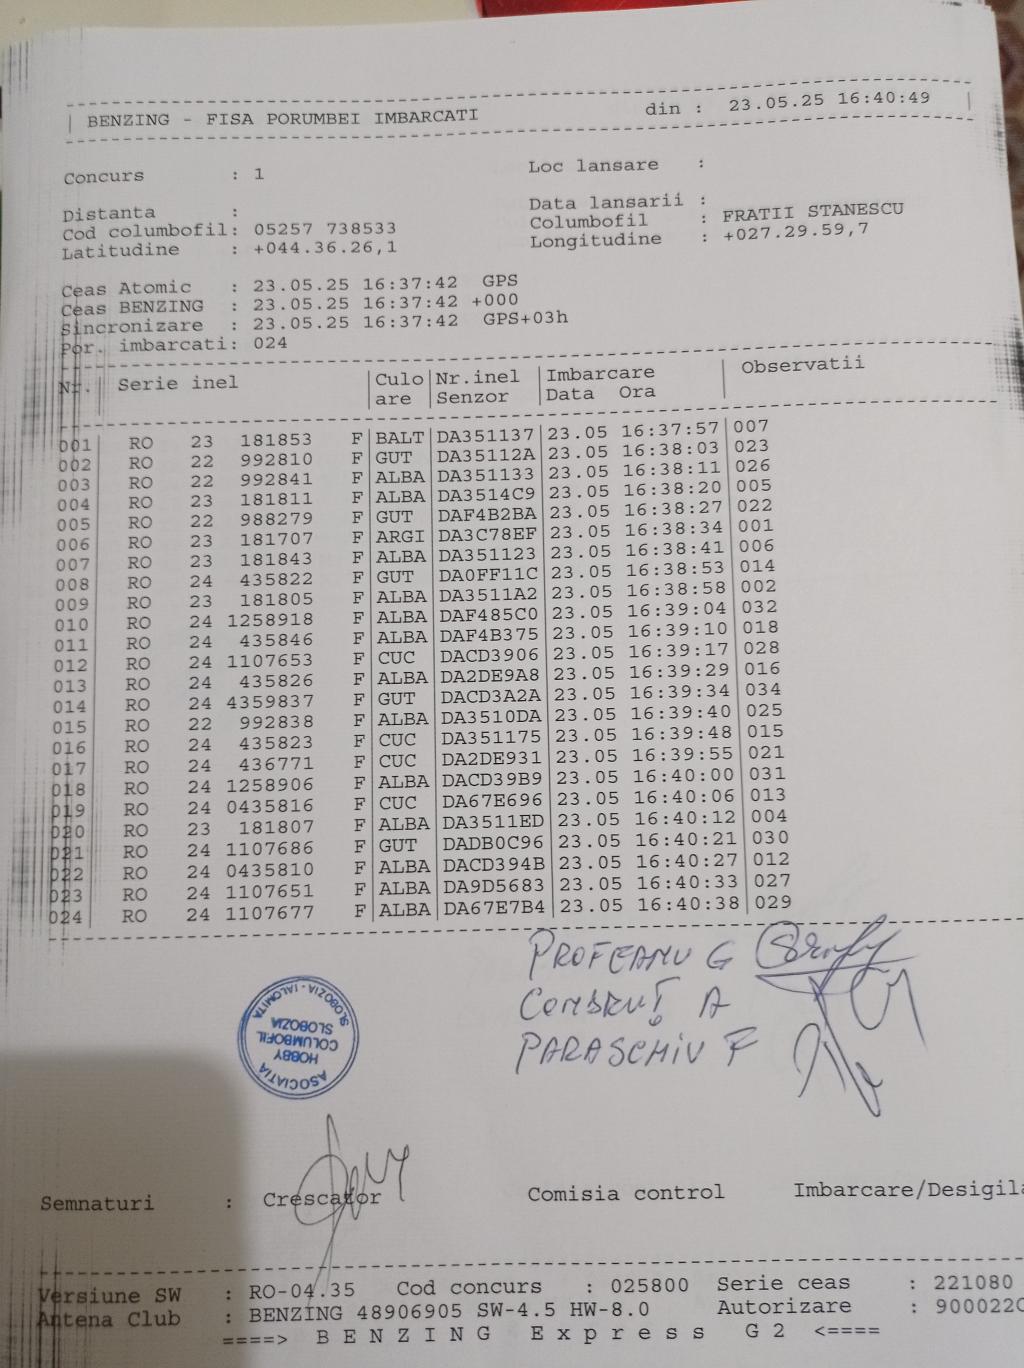 BENZING - FISA PORUMBEI IMBARCATI din : 23.05.25 16:40:49
Concurs : 1 Loc lansare :
Distanta : Data lansarii :
Cod columbofil: 05257 738533 Columbofil : FRATII STANESCU
Latitudine : +044.36.26,1 Longitudine : +027.29.59,7
Ceas Atomic : 23.05.25 16:37:42 GPS
Ceas BENZING : 23.05.25 16:37:42 +000
Sincronizare : 23.05.25 16:37:42 GPS+03h
Por. imbarcati: 024
Nr. Serie inel Culo Nr.inel Imbarcare Observatii
are Senzor Data Ora
001 RO 23 181853 F BALT DA351137 23.05 16:37:57 007
002 RO 22 992810 F GUT DA35112A 23.05 16:38:03 023
003 RO 22 992841 F ALBA DA351133 23.05 16:38:11 026
004 RO 23 181811 F ALBA DA3514C9 23.05 16:38:20 005
005 RO 22 988279 F GUT DAF4B2BA 23.05 16:38:27 022
006 RO 23 181707 F ARGI DA3C78EF 23.05 16:38:34 001
007 RO 23 181843 F ALBA DA351123 23.05 16:38:41 006
008 RO 24 435822 F GUT DA0FF11C 23.05 16:38:53 014
009 RO 23 181805 F ALBA DA3511A2 23.05 16:38:58 002
010 RO 24 1258918 F ALBA DAF485C0 23.05 16:39:04 032
011 RO 24 435846 F ALBA DAF4B375 23.05 16:39:10 018
012 RO 24 1107653 F CUC DACD3906 23.05 16:39:17 028
013 RO 24 435826 F ALBA DA2DE9A8 23.05 16:39:29 016
014 RO 24 4359837 F GUT DACD3A2A 23.05 16:39:34 034
015 RO 22 992838 F ALBA DA3510DA 23.05 16:39:40 025
016 RO 24 435823 F CUC DA351175 23.05 16:39:48 015
017 RO 24 436771 F CUC DA2DE931 23.05 16:39:55 021
018 RO 24 1258906 F ALBA DACD39B9 23.05 16:40:00 031
019 RO 24 0435816 F CUC DA67E696 23.05 16:40:06 013
020 RO 23 181807 F ALBA DA3511ED 23.05 16:40:12 004
021 RO 24 1107686 F GUT DADB0C96 23.05 16:40:21 030
022 RO 24 0435810 F ALBA DACD394B 23.05 16:40:27 012
023 RO 24 1107651 F ALBA DA9D5683 23.05 16:40:33 027
024 RO 24 1107677 F ALBA DA67E7B4 23.05 16:40:38 029
PROFEANU G
A
PARASCHIV F
ASOCIATIA
HOBBY
COLUMBOFIL
SLOBOZIA
SLOBOZIA - IALOMITA
Semnaturi : Crescator Comisia control Imbarcare/Desigila
Versiune SW : RO-04.35 Cod concurs : 025800 Serie ceas : 221080
Antena Club : BENZING 48906905 SW-4.5 HW-8.0 Autorizare : 900022
====> B E N Z I N G E x p r e s s G 2 <====